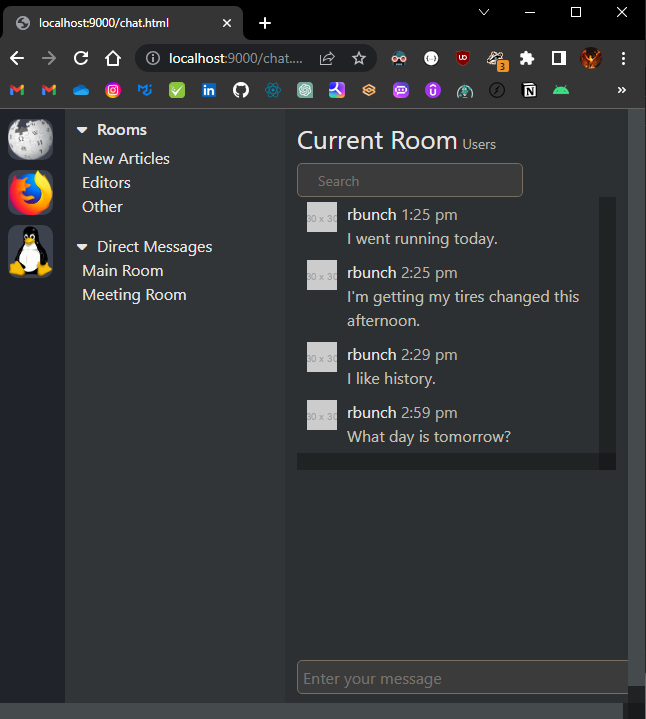 localhost:9000/chat.html
localhost:9000/chat....
UD
3
»
Rooms
New Articles
Editors
Other
Direct Messages
Main Room
Meeting Room
Current Room Users
Search
30 x 30
rbunch 1:25 pm
I went running today.
30 x 30
rbunch 2:25 pm
I'm getting my tires changed this
afternoon.
30 x 30
rbunch 2:29 pm
I like history.
30 x 30
rbunch 2:59 pm
What day is tomorrow?
Enter your message